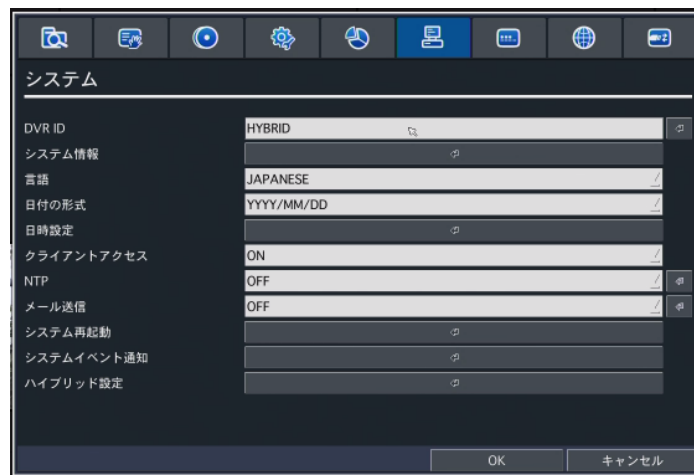 システム
DVR ID HYBRID
システム情報
言語 JAPANESE
日付の形式 YYYY/MM/DD
日時設定
クライアントアクセス ON
NTP OFF
メール送信 OFF
システム再起動
システムイベント通知
ハイブリッド設定
OK キャンセル